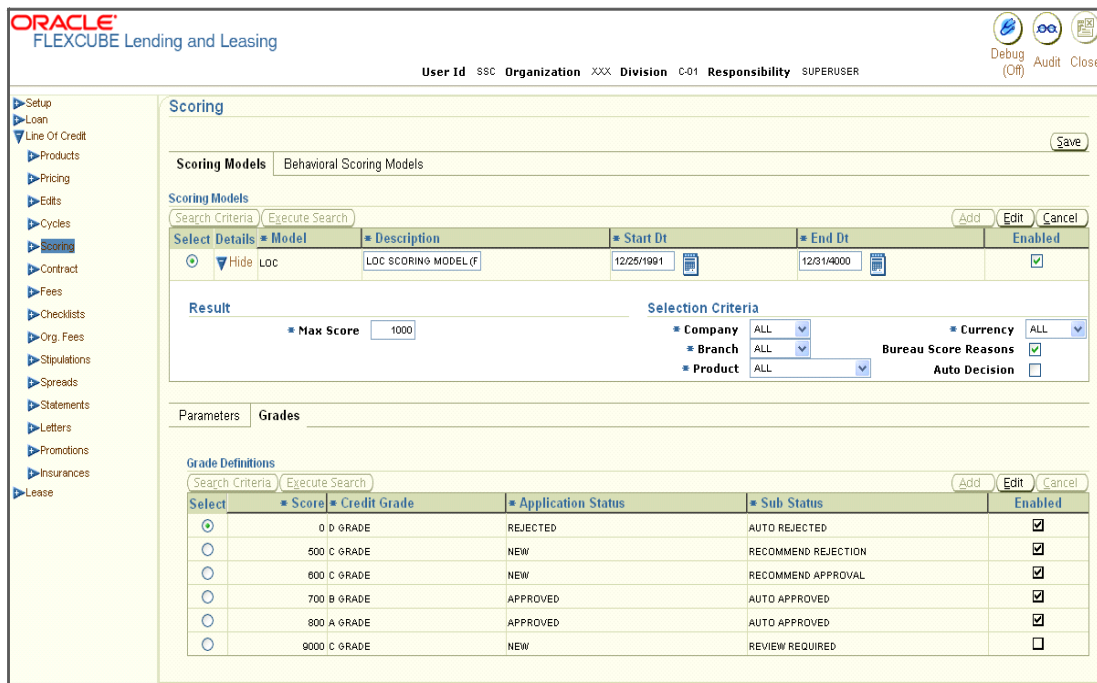 ORACLE®
FLEXCUBE Lending and Leasing
Debug (Off) Audit Close
User Id SSC Organization XXX Division C-01 Responsibility SUPERUSER
Setup
Loan
Line Of Credit
Products
Pricing
Edits
Cycles
Scoring
Contract
Fees
Checklists
Org. Fees
Stipulations
Spreads
Statements
Letters
Promotions
Insurances
Lease
Scoring
Save
Scoring Models Behavioral Scoring Models
Scoring Models
Search Criteria Execute Search Add Edit Cancel
Select Details * Model * Description * Start Dt * End Dt Enabled
Hide LOC LOC SCORING MODEL (F 12/25/1991 12/31/4000
Result Selection Criteria
* Max Score 1000 * Company ALL * Currency ALL
* Branch ALL Bureau Score Reasons
* Product ALL Auto Decision
Parameters Grades
Grade Definitions
Search Criteria Execute Search Add Edit Cancel
Select * Score * Credit Grade * Application Status * Sub Status Enabled
0 D GRADE REJECTED AUTO REJECTED
500 C GRADE NEW RECOMMEND REJECTION
600 C GRADE NEW RECOMMEND APPROVAL
700 B GRADE APPROVED AUTO APPROVED
800 A GRADE APPROVED AUTO APPROVED
9000 C GRADE NEW REVIEW REQUIRED